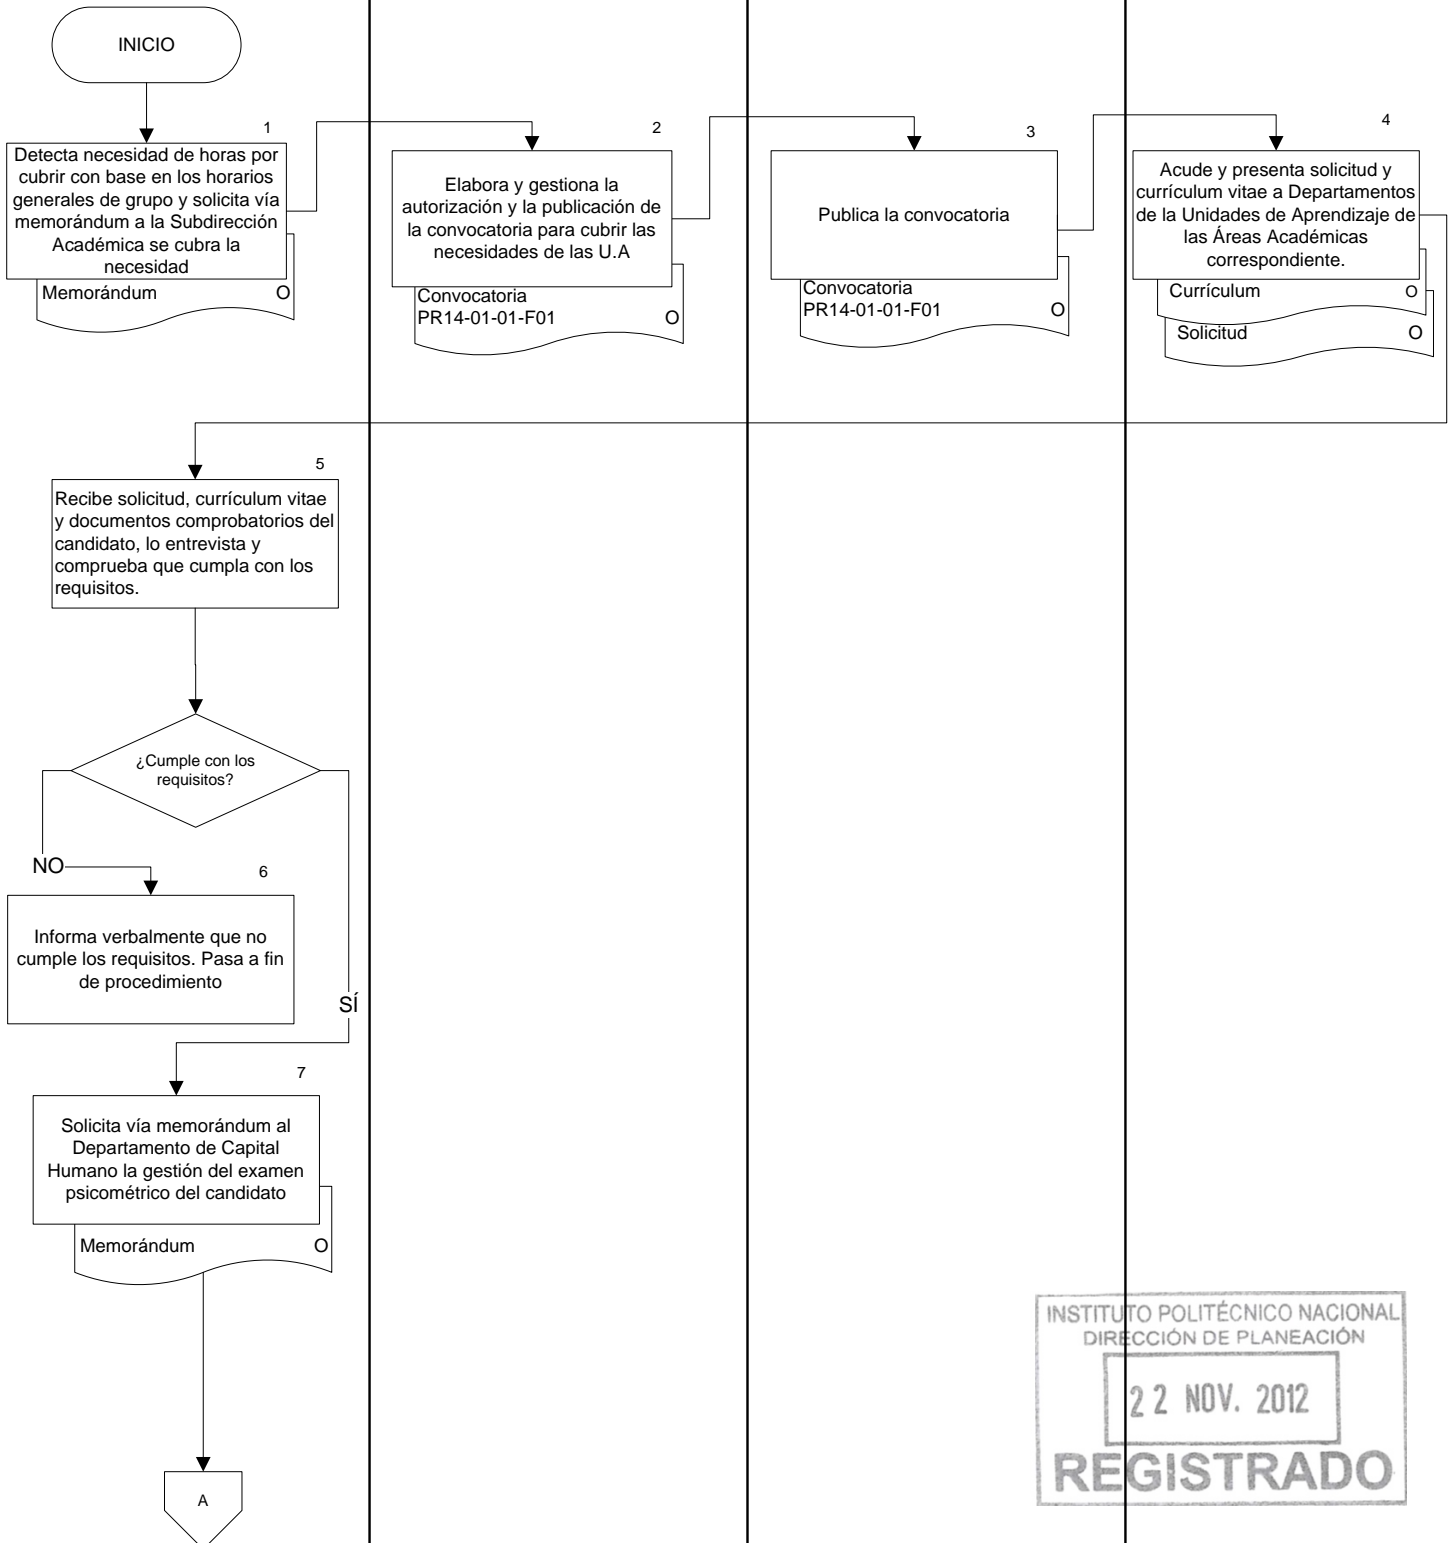 INICIO
1
Detecta necesidad de horas por
cubrir con base en los horarios
generales de grupo y solicita vía
memorándum a la Subdirección
Académica se cubra la
necesidad
Memorándum O
2
Elabora y gestiona la
autorización y la publicación de
la convocatoria para cubrir las
necesidades de las U.A
Convocatoria
PR14-01-01-F01 O
3
Publica la convocatoria
Convocatoria
PR14-01-01-F01 O
4
Acude y presenta solicitud y
currículum vitae a Departamentos
de la Unidades de Aprendizaje de
las Áreas Académicas
correspondiente.
Currículum O
Solicitud O
5
Recibe solicitud, currículum vitae
y documentos comprobatorios del
candidato, lo entrevista y
comprueba que cumpla con los
requisitos.
¿Cumple con los
requisitos?
NO
6
Informa verbalmente que no
cumple los requisitos. Pasa a fin
de procedimiento
SÍ
7
Solicita vía memorándum al
Departamento de Capital
Humano la gestión del examen
psicométrico del candidato
Memorándum O
A
INSTITUTO POLITÉCNICO NACIONAL
DIRECCIÓN DE PLANEACIÓN
22 NOV. 2012
REGISTRADO